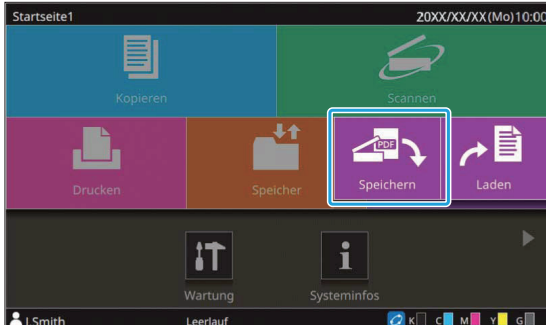 Startseite1 20XX/XX/XX(Mo)10:00
Kopieren Scannen
PDF
Drucken Speicher Speichern Laden
Wartung Systeminfos
J.Smith Leerlauf K C M Y G